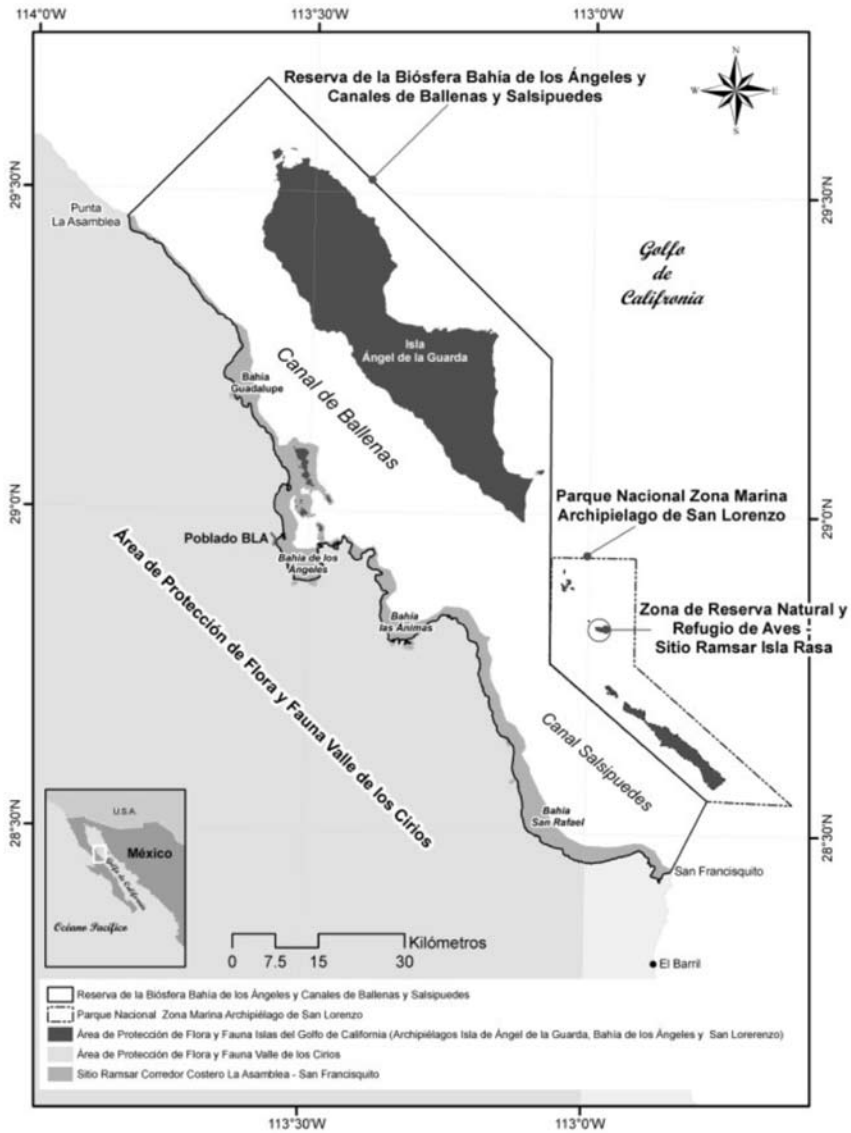 114°0'W
113°30'W
113°0'W
N
W
E
S
Reserva de la Biósfera Bahía de los Ángeles y
Canales de Ballenas y Salsipuedes
29°30'N
29°30'N
Punta
La Asamblea
Golfo
de
Califronia
Isla
Ángel de la Guarda
Canal de Ballenas
Bahía
Guadalupe
29°0'N
29°0'N
Parque Nacional Zona Marina
Archipielago de San Lorenzo
Poblado BLA
Bahía de los
Ángeles
Área de Protección de Flora y Fauna Valle de los Cirios
Bahía
las Ánimas
Zona de Reserva Natural y
Refugio de Aves -
Sitio Ramsar Isla Rasa
Canal Salsipuedes
Bahía
San Rafael
28°30'N
28°30'N
San Francisquito
U.S.A.
México
Golfo de California
Océano Pacífico
Kilómetros
0 7.5 15 30
El Barril
Reserva de la Biósfera Bahía de los Ángeles y Canales de Ballenas y Salsipuedes
Parque Nacional Zona Marina Archipiélago de San Lorenzo
Área de Protección de Flora y Fauna Islas del Golfo de California (Archipiélagos Isla de Ángel de la Guarda, Bahía de los Ángeles y San Lorerenzo)
Área de Protección de Flora y Fauna Valle de los Cirios
Sitio Ramsar Corredor Costero La Asamblea - San Francisquito
113°30'W
113°0'W